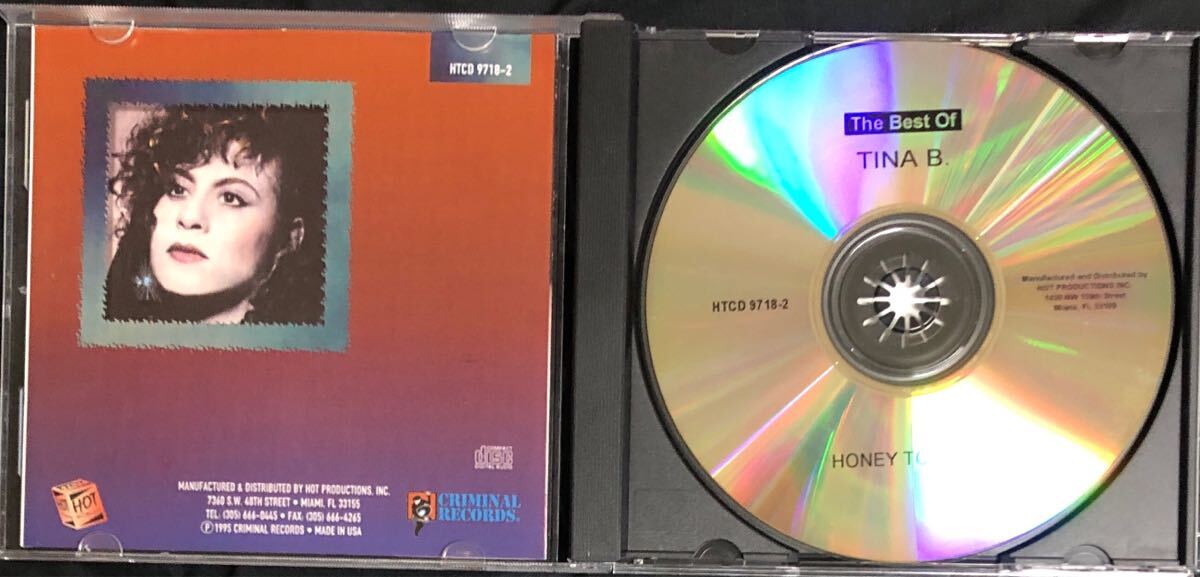 HTCD 9718-2
COMPACT
disc
DIGITAL AUDIO
HOT
MANUFACTURED & DISTRIBUTED BY HOT PRODUCTIONS, INC.
7360 S.W. 48TH STREET • MIAMI, FL 33155
TEL: (305) 666-0445 • FAX: (305) 666-4265
Ⓟ 1995 CRIMINAL RECORDS • MADE IN USA
CRIMINAL
RECORDS.
The Best Of
TINA B.
HTCD 9718-2
Manufactured and Distributed by
HOT PRODUCTIONS INC.
Street
Miami, FL
HONEY TO